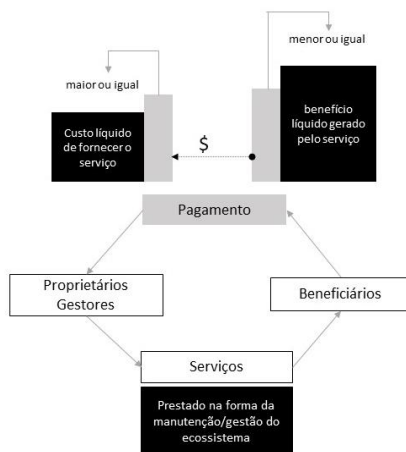 menor ou igual
maior ou igual
Custo líquido
de fornecer o
serviço
$
benefício
líquido gerado
pelo serviço
Pagamento
Proprietários
Gestores
Beneficiários
Serviços
Prestado na forma da
manutenção/gestão do
ecossistema